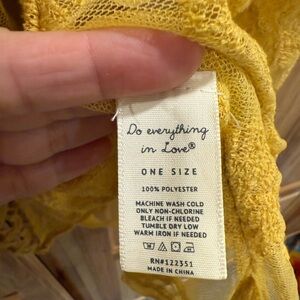 Do everything
in Love®
ONE SIZE
100% POLYESTER
MACHINE WASH COLD
ONLY NON-CHLORINE
BLEACH IF NEEDED
TUMBLE DRY LOW
WARM IRON IF NEEDED
RN#122351
MADE IN CHINA